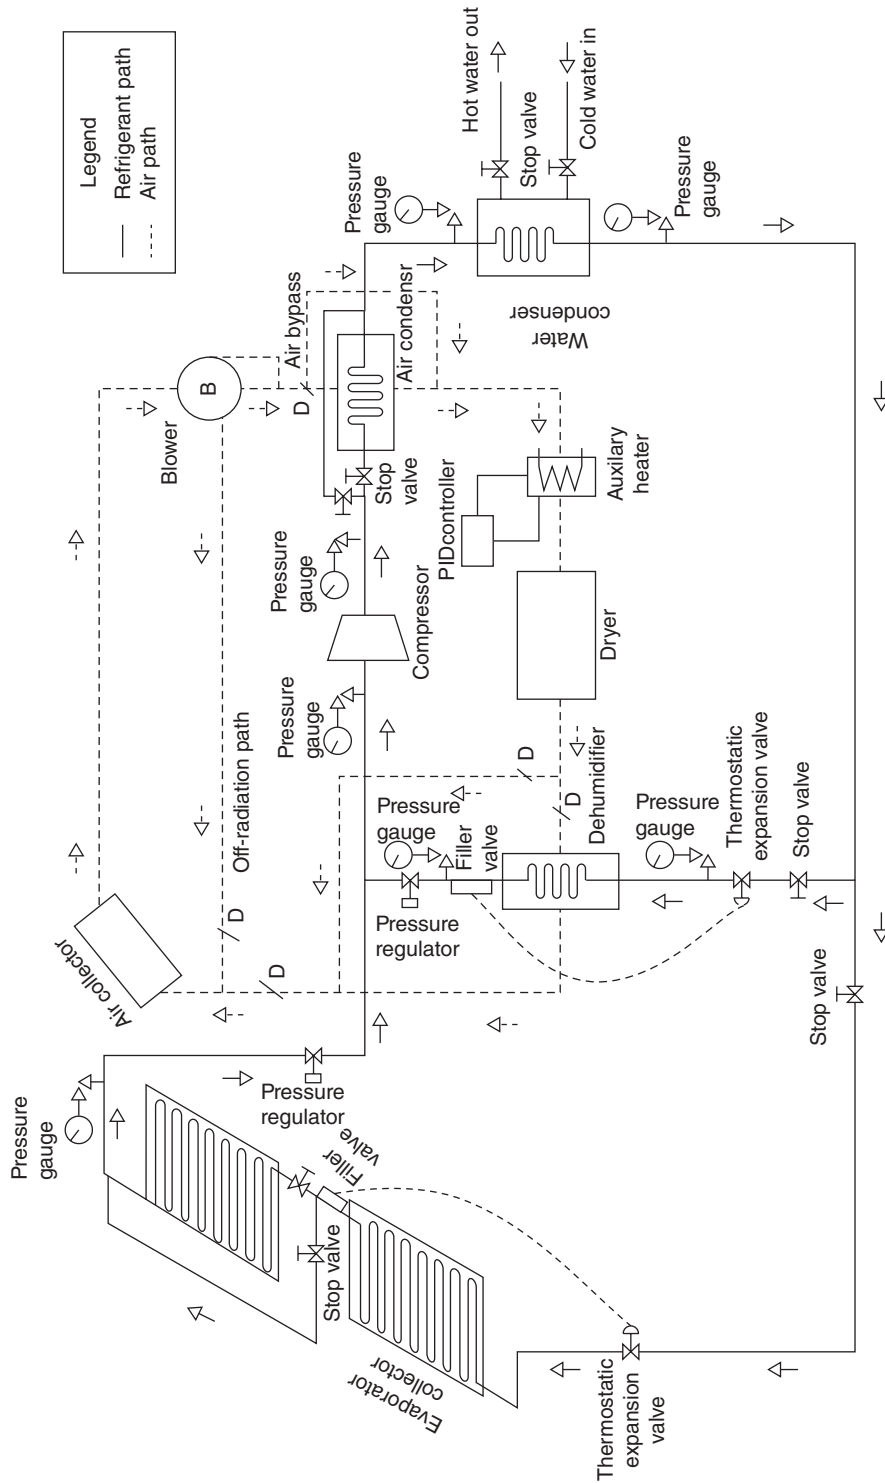 Legend
Refrigerant path
Air path
Hot water out
Stop valve
Cold water in
Pressure
gauge
Pressure
gauge
Water
condenser
Air bypass
Air condensr
D
B
Blower
Stop
valve
PIDcontroller
Auxilary
heater
Pressure
gauge
Compressor
Dryer
Pressure
gauge
Off-radiation path
D
D
Dehumidifier
Pressure
gauge
Filler
valve
Pressure
regulator
Pressure
gauge
Thermostatic
expansion valve
Stop valve
Air collector
D
D
Stop valve
Pressure
gauge
Pressure
regulator
Filler
valve
Stop valve
Evaporator
collector
Thermostatic
expansion
valve